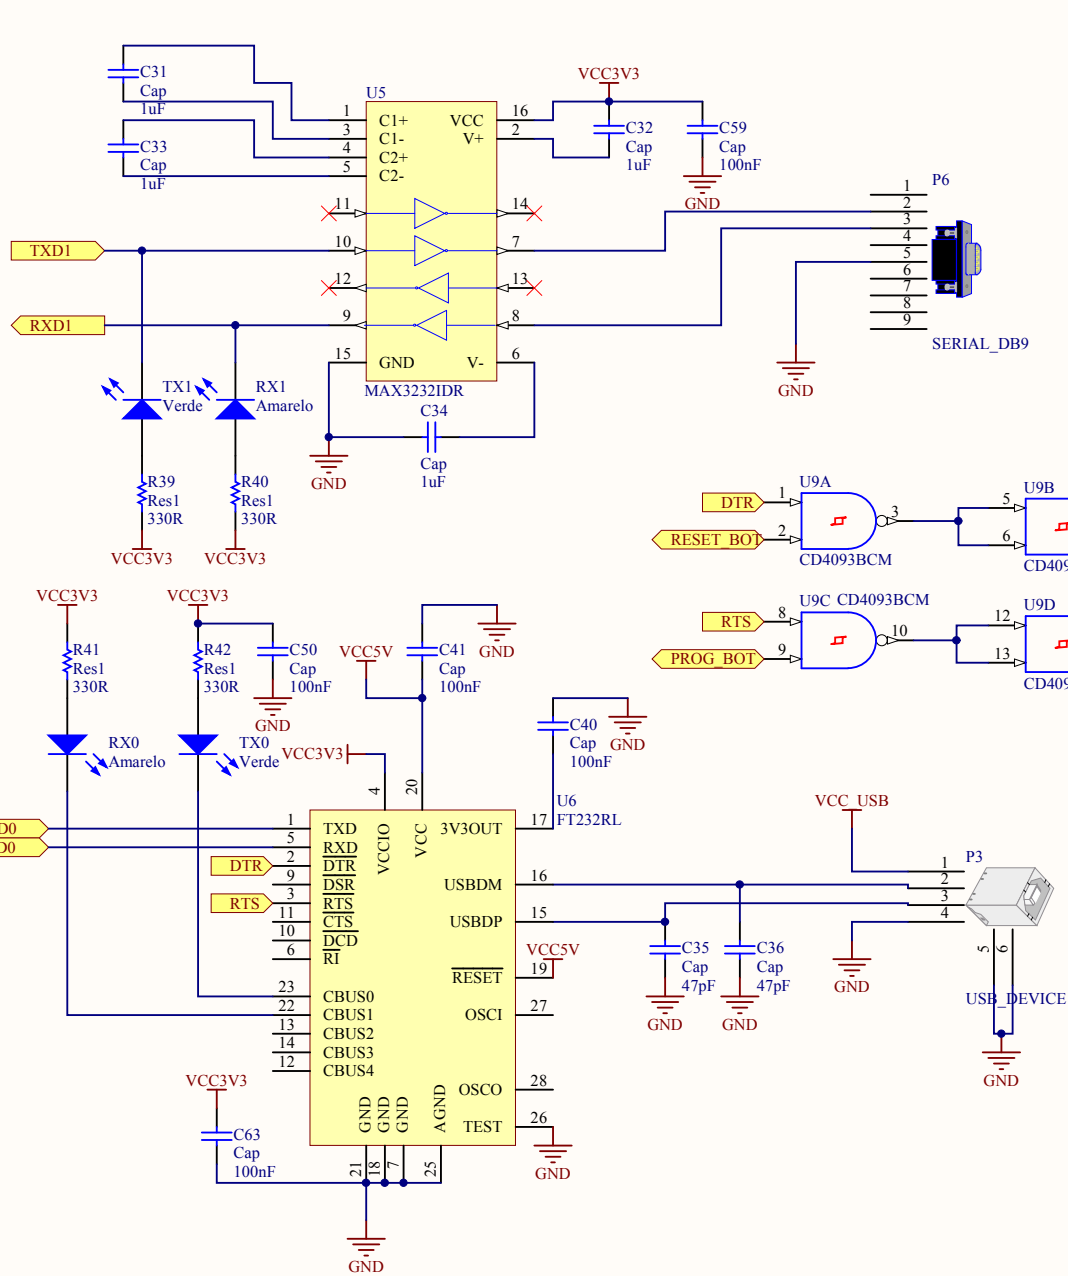 C31
Cap
1uF
C33
Cap
1uF
U5
1
3
4
5
C1+
C1-
C2+
C2-
VCC
V+
16
2
VCC3V3
C32
Cap
1uF
C59
Cap
100nF
GND
11
14
10
7
12
13
9
8
15
GND
V-
6
MAX3232IDR
TXD1
RXD1
P6
1
2
3
4
5
6
7
8
9
SERIAL_DB9
GND
TX1
Verde
RX1
Amarelo
C34
Cap
1uF
GND
R39
Res1
330R
R40
Res1
330R
VCC3V3
VCC3V3
U9A
DTR
1
RESET_BOT
2
3
CD4093BCM
U9B
5
6
CD409
U9C
CD4093BCM
RTS
8
PROG_BOT
9
10
U9D
12
13
CD409
VCC3V3
VCC3V3
R41
Res1
330R
R42
Res1
330R
C50
Cap
100nF
GND
VCC5V
C41
Cap
100nF
GND
RX0
Amarelo
TX0
Verde
VCC3V3
4
20
C40
Cap
100nF
GND
U6
FT232RL
D0
D0
1
5
2
9
3
11
10
6
DTR
RTS
TXD
RXD
DTR
DSR
RTS
CTS
DCD
RI
VCCIO
VCC
3V3OUT
17
USBDM
16
USBDP
15
VCC5V
RESET
19
OSCI
27
OSCO
28
TEST
26
GND
23
22
13
14
12
CBUS0
CBUS1
CBUS2
CBUS3
CBUS4
GND
GND
GND
AGND
21
18
7
25
VCC3V3
C63
Cap
100nF
GND
C35
Cap
47pF
GND
C36
Cap
47pF
GND
VCC_USB
P3
1
2
3
4
5
6
GND
USB_DEVICE
GND